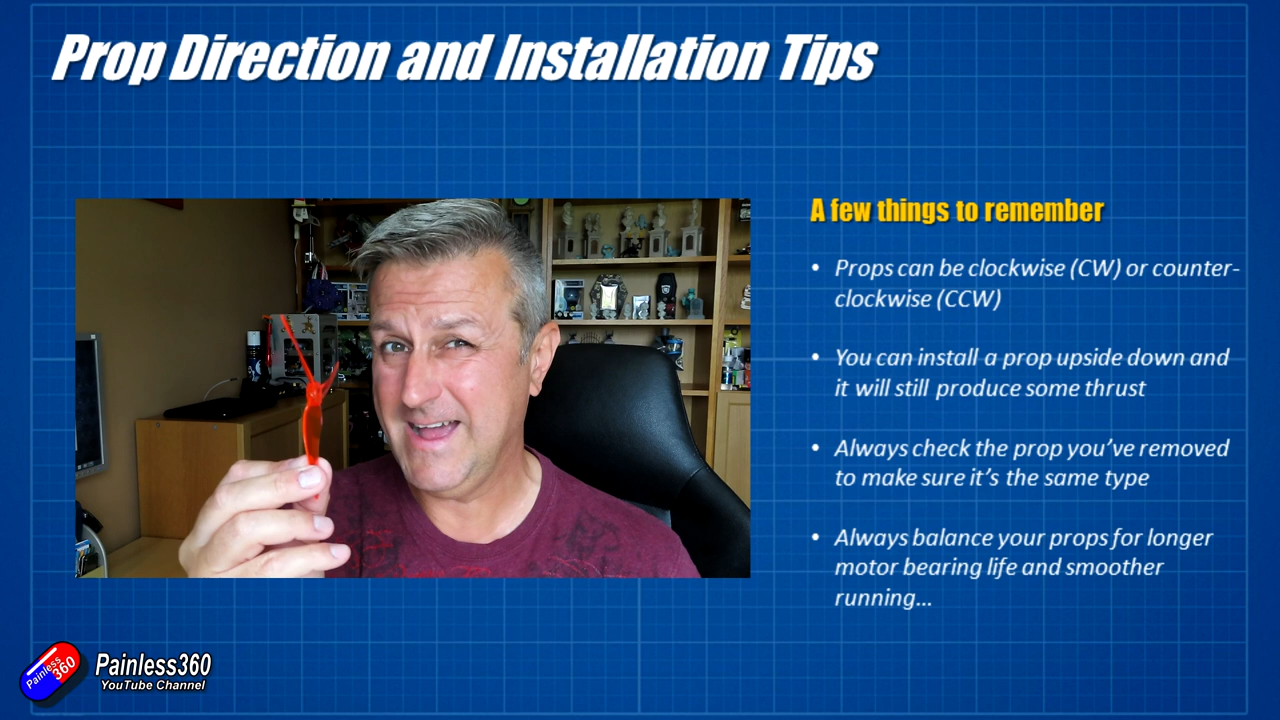 Prop Direction and Installation Tips
A few things to remember
• Props can be clockwise (CW) or counter-
clockwise (CCW)
• You can install a prop upside down and
it will still produce some thrust
• Always check the prop you've removed
to make sure it's the same type
• Always balance your props for longer
motor bearing life and smoother
running...
Painless
360
Painless360
YouTube Channel